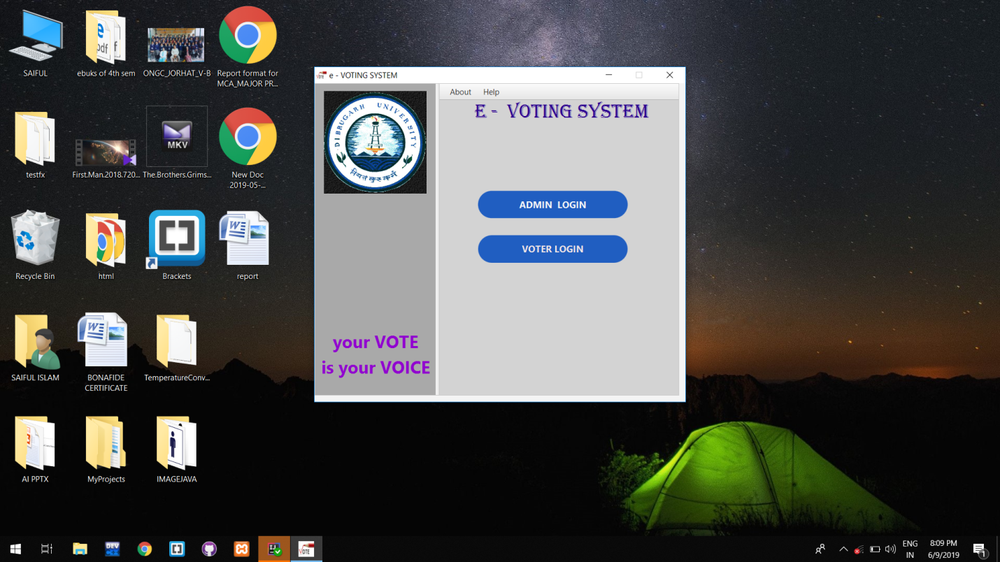 SAIFUL
ebuks of 4th sem
ONGC_JORHAT_V-B
Report format for
MCA_MAJOR PR...
testfx
First.Man.2018.720...
The.Brothers.Grims...
New Doc
2019-05-...
Recycle Bin
html
Brackets
report
SAIFUL ISLAM
BONAFIDE
CERTIFICATE
TemperatureConv...
AI PPTX
MyProjects
IMAGEJAVA
MKV
e - VOTING SYSTEM
About Help
E - VOTING SYSTEM
DIBRUGARH UNIVERSITY
ADMIN LOGIN
VOTER LOGIN
your VOTE
is your VOICE
DEV
VOTE
ENG
IN
8:09 PM
6/9/2019
1